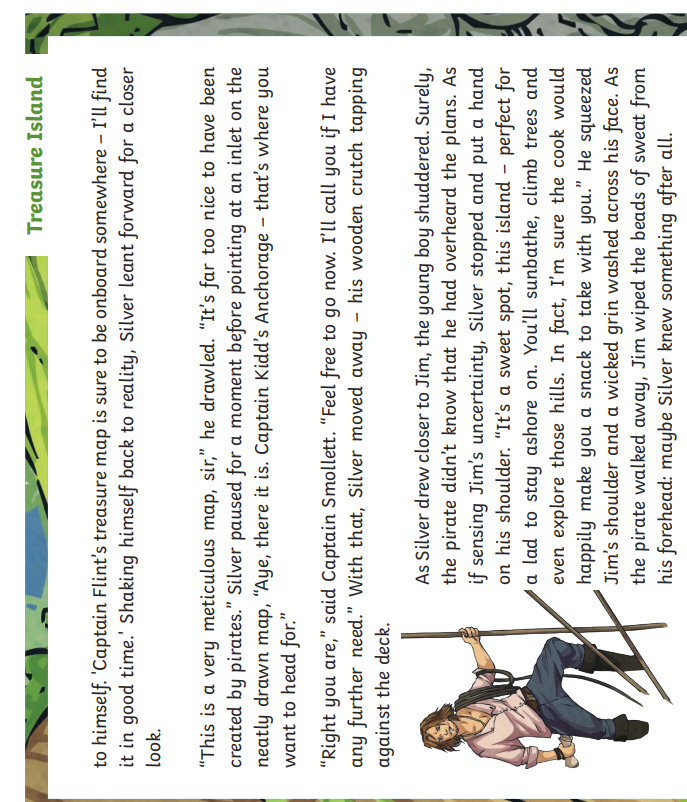 Treasure Island
to himself. 'Captain Flint's treasure map is sure to be onboard somewhere – I'll find
it in good time.' Shaking himself back to reality, Silver leant forward for a closer
look.
“This is a very meticulous map, sir,” he drawled. “It's far too nice to have been
created by pirates.” Silver paused for a moment before pointing at an inlet on the
neatly drawn map, “Aye, there it is. Captain Kidd's Anchorage – that's where you
want to head for.”
“Right you are,” said Captain Smollett. “Feel free to go now. I'll call you if I have
any further need.” With that, Silver moved away – his wooden crutch tapping
against the deck.
As Silver drew closer to Jim, the young boy shuddered. Surely,
the pirate didn't know that he had overheard the plans. As
if sensing Jim's uncertainty, Silver stopped and put a hand
on his shoulder. “It's a sweet spot, this island – perfect for
a lad to stay ashore on. You'll sunbathe, climb trees and
even explore those hills. In fact, I'm sure the cook would
happily make you a snack to take with you.” He squeezed
Jim's shoulder and a wicked grin washed across his face. As
the pirate walked away, Jim wiped the beads of sweat from
his forehead: maybe Silver knew something after all.